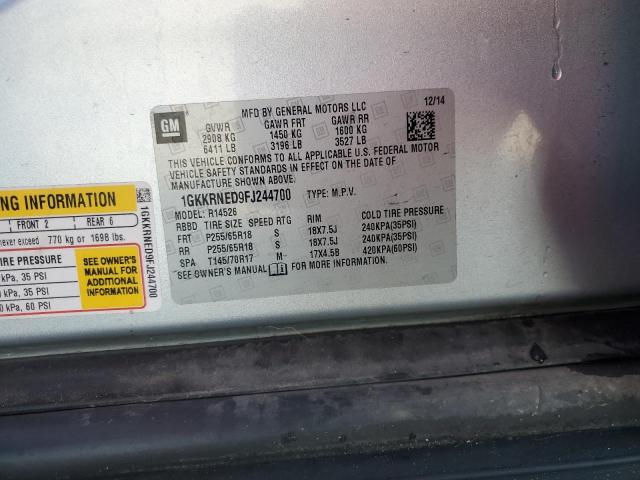 MFD BY GENERAL MOTORS LLC 12/14
GM
GVWR GAWR FRT GAWR RR
2908 KG 1450 KG 1600 KG
6411 LB 3196 LB 3527 LB
THIS VEHICLE CONFORMS TO ALL APPLICABLE U.S. FEDERAL MOTOR
VEHICLE SAFETY STANDARDS IN EFFECT ON THE DATE OF
MANUFACTURE SHOWN ABOVE.
1GKKRNED9FJ244700 TYPE: M.P.V.
MODEL: R14526
RBBD TIRE SIZE SPEED RTG RIM COLD TIRE PRESSURE
FRT P255/65R18 S 18X7.5J 240KPA(35PSI)
RR P255/65R18 S 18X7.5J 240KPA(35PSI)
SPA T145/70R17 M 17X4.5B 420KPA(60PSI)
SEE OWNER'S MANUAL FOR MORE INFORMATION.
NG INFORMATION
FRONT 2 REAR 6
never exceed 770 kg or 1698 lbs.
TIRE PRESSURE
kPa, 35 PSI
kPa, 35 PSI
0 kPa, 60 PSI
SEE OWNER'S
MANUAL FOR
ADDITIONAL
INFORMATION
1GKKRNED9FJ244700